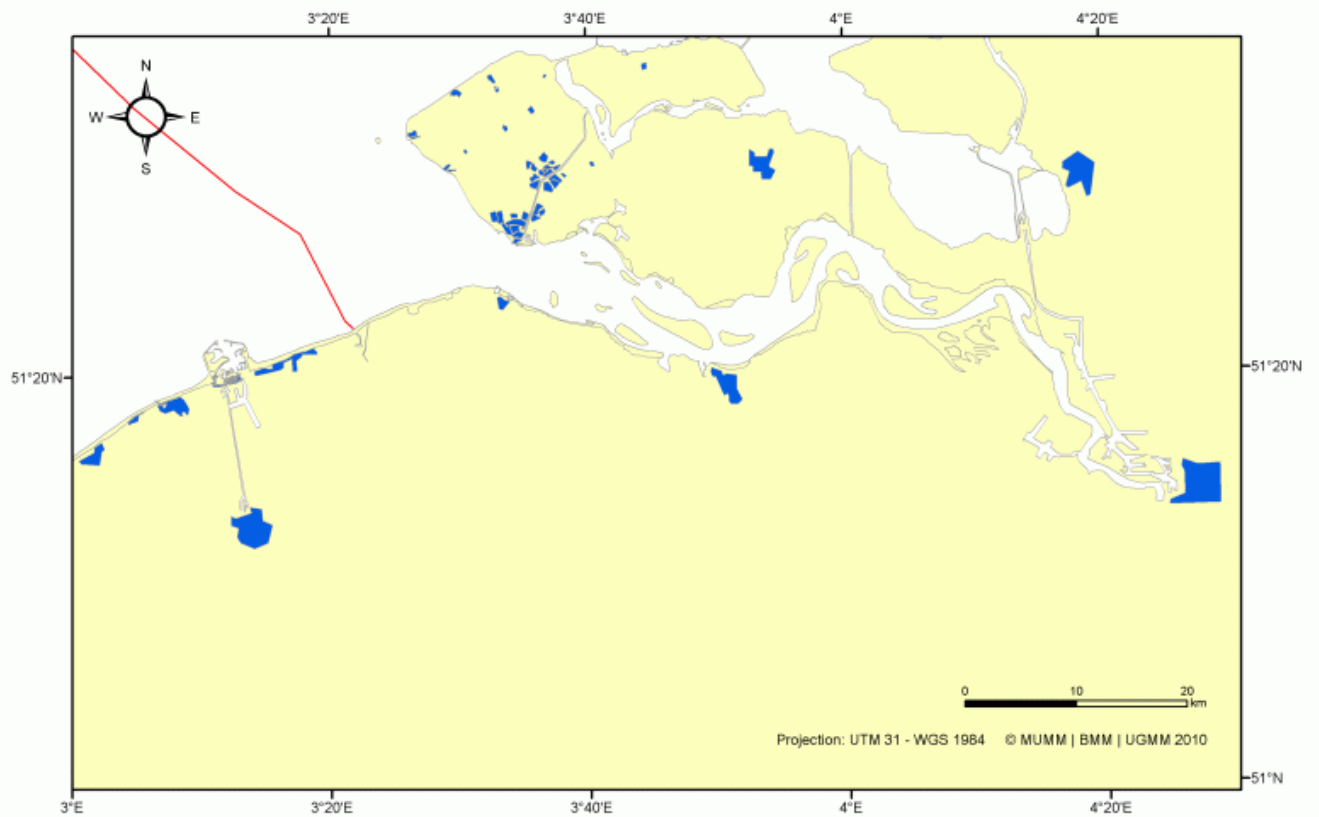 3°20'E 3°40'E 4°E 4°20'E
N
W E
S
51°20'N 51°20'N
0 10 20
km
Projection: UTM 31 - WGS 1984 © MUMM | BMM | UGMM 2010
51°N
3°E 3°20'E 3°40'E 4°E 4°20'E